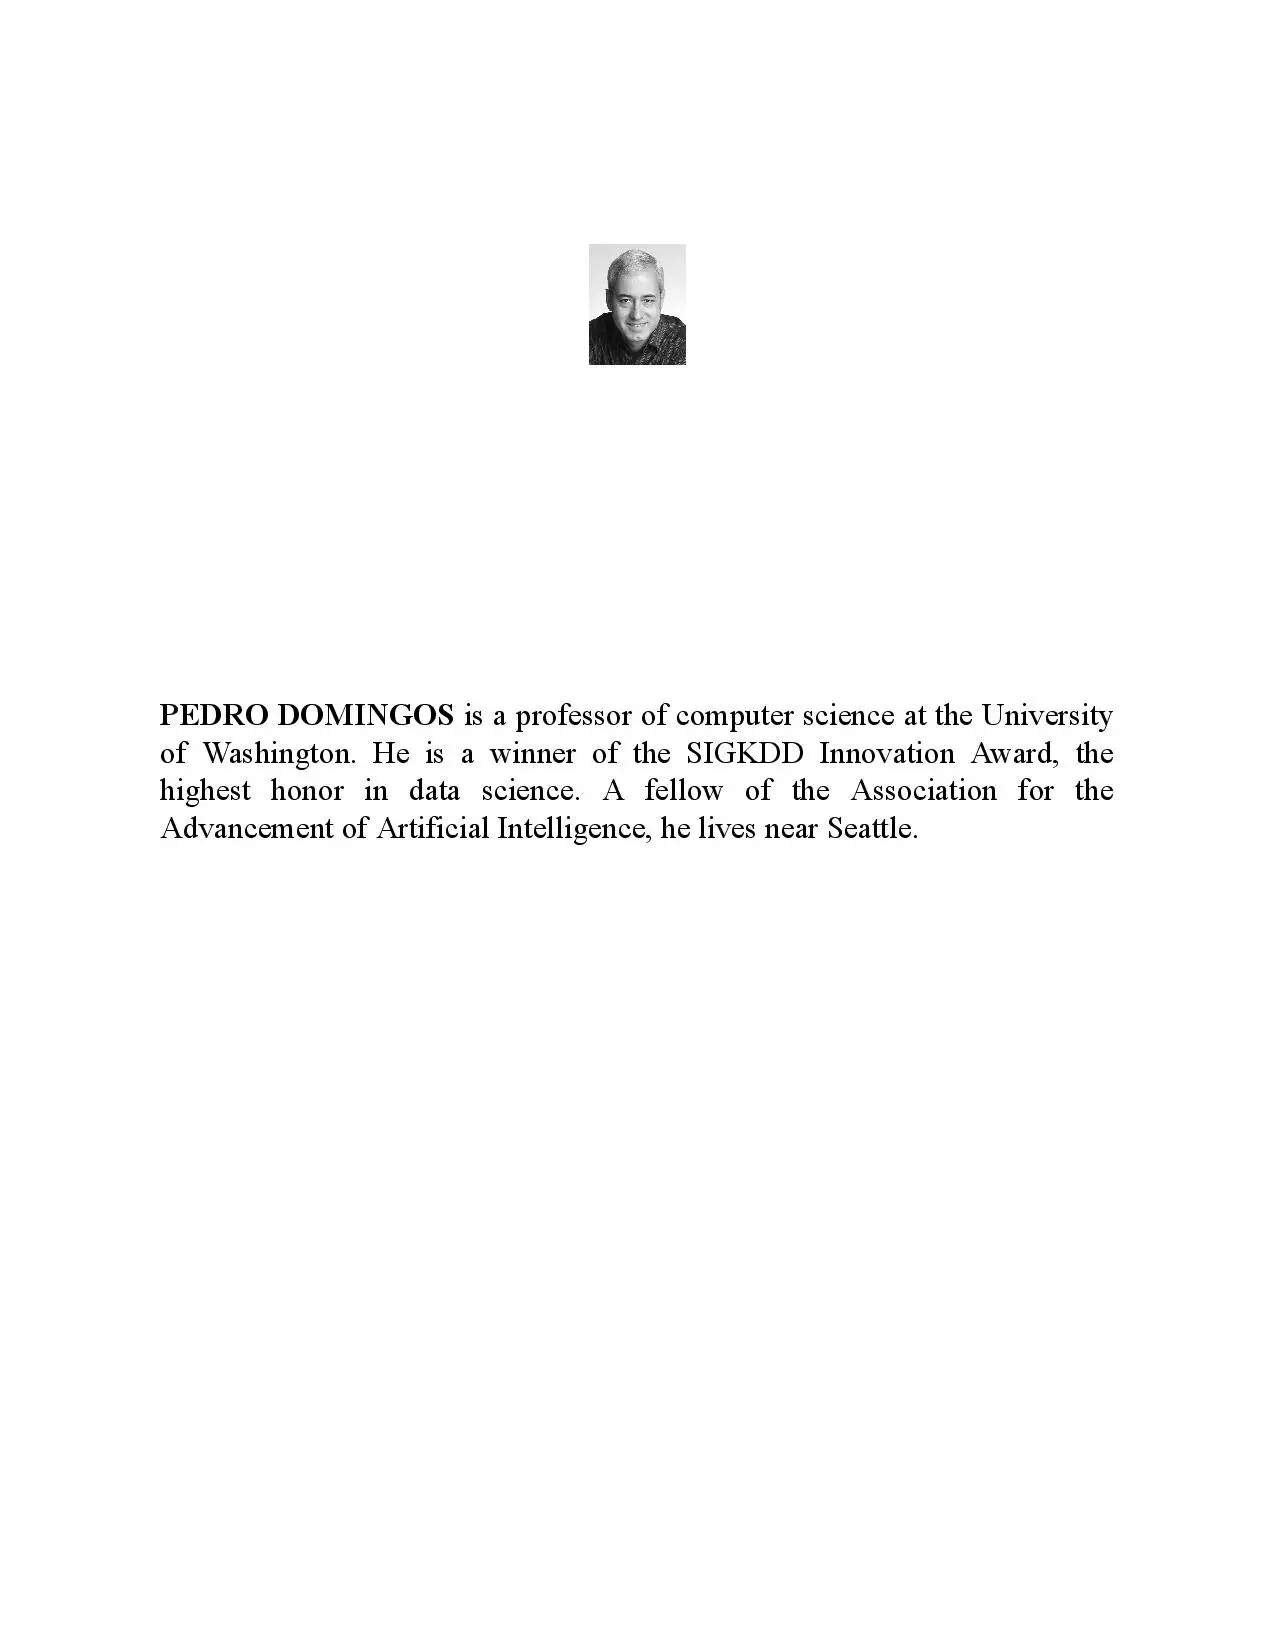 PEDRO DOMINGOS is a professor of computer science at the University
of Washington. He is a winner of the SIGKDD Innovation Award, the
highest honor in data science. A fellow of the Association for the
Advancement of Artificial Intelligence, he lives near Seattle.